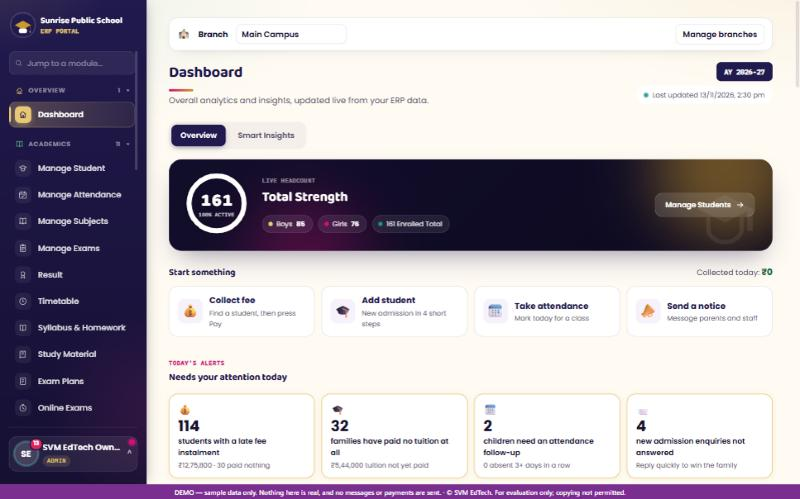 Sunrise Public School
ERP PORTAL
Jump to a module...
OVERVIEW 1
Dashboard
ACADEMICS 11
Manage Student
Manage Attendance
Manage Subjects
Manage Exams
Result
Timetable
Syllabus & Homework
Study Material
Exam Plans
Online Exams
13
SE
SVM EdTech Own...
ADMIN
Branch
Main Campus
Manage branches
Dashboard
AY 2026-27
Overall analytics and insights, updated live from your ERP data.
Last updated 13/11/2026, 2:30 pm
Overview
Smart Insights
161
100% ACTIVE
LIVE HEADCOUNT
Total Strength
Boys 85
Girls 76
161 Enrolled Total
Manage Students →
Start something
Collected today: ₹0
Collect fee
Find a student, then press
Pay
Add student
New admission in 4 short
steps
Take attendance
Mark today for a class
Send a notice
Message parents and staff
TODAY'S ALERTS
Needs your attention today
114
students with a late fee
instalment
₹12,75,800 · 30 paid nothing
32
families have paid no tuition at
all
₹5,44,000 tuition not yet paid
2
children need an attendance
follow-up
0 absent 3+ days in a row
4
new admission enquiries not
answered
Reply quickly to win the family
DEMO — sample data only. Nothing here is real, and no messages or payments are sent. · © SVM EdTech. For evaluation only; copying not permitted.